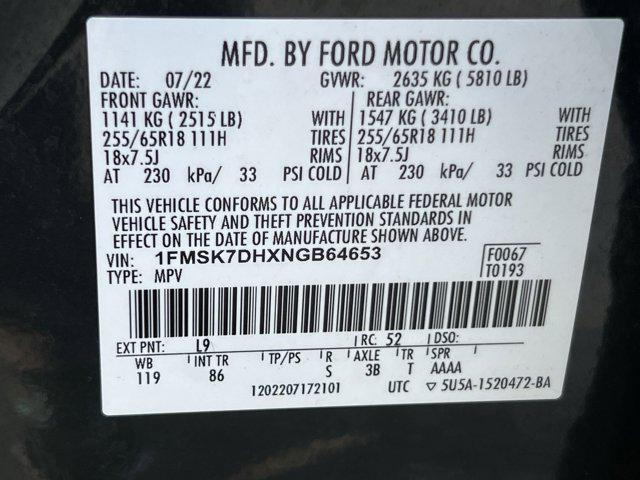 MFD. BY FORD MOTOR CO.
DATE: 07/22 GVWR: 2635 KG ( 5810 LB)
FRONT GAWR: REAR GAWR:
1141 KG ( 2515 LB) WITH 1547 KG ( 3410 LB) WITH
255/65R18 111H TIRES 255/65R18 111H TIRES
18x7.5J RIMS 18x7.5J RIMS
AT 230 kPa/ 33 PSI COLD AT 230 kPa/ 33 PSI COLD
THIS VEHICLE CONFORMS TO ALL APPLICABLE FEDERAL MOTOR
VEHICLE SAFETY AND THEFT PREVENTION STANDARDS IN
EFFECT ON THE DATE OF MANUFACTURE SHOWN ABOVE.
VIN: 1FMSK7DHXNGB64653 F0067
TYPE: MPV T0193
EXT PNT: L9 RC: 52 DSO:
WB INT TR TP/PS R AXLE TR SPR
119 86 S 3B T AAAA
1202207172101 UTC ▽ 5U5A-1520472-BA